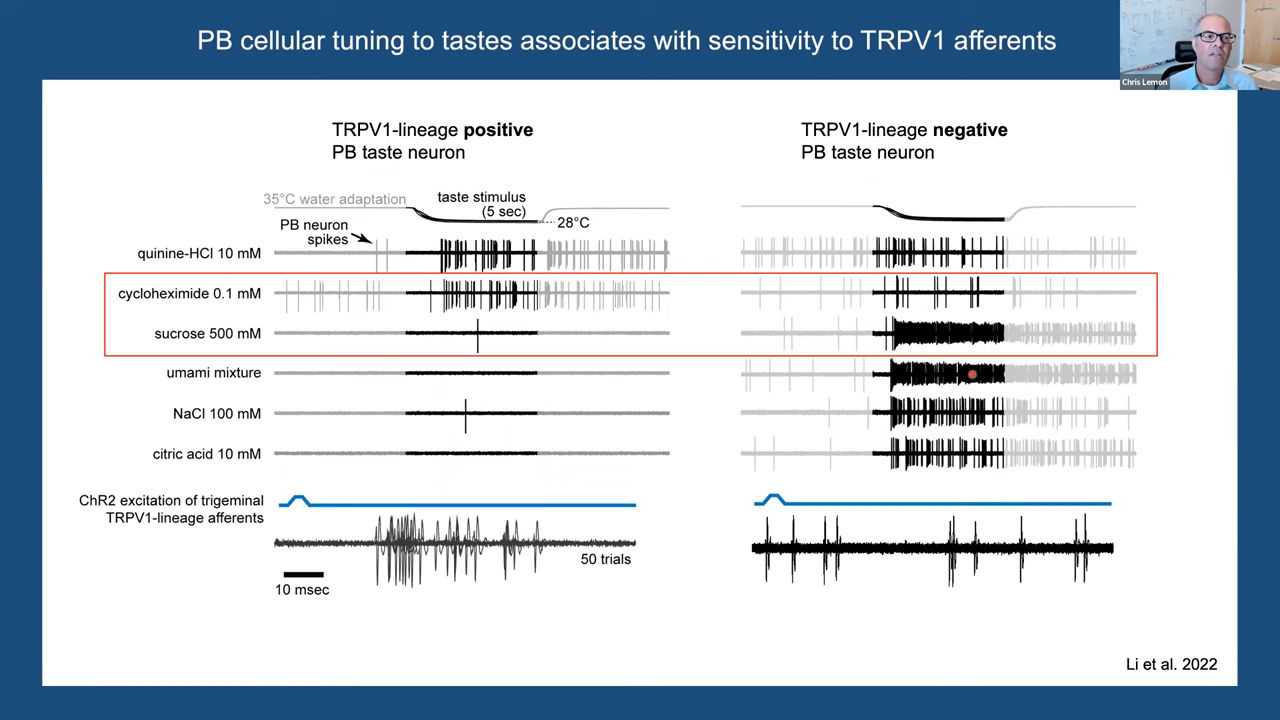 PB cellular tuning to tastes associates with sensitivity to TRPV1 afferents
Chris Lemon
TRPV1-lineage positive
PB taste neuron
TRPV1-lineage negative
PB taste neuron
35°C water adaptation
taste stimulus
(5 sec)
28°C
PB neuron
spikes
quinine-HCl 10 mM
cycloheximide 0.1 mM
sucrose 500 mM
umami mixture
NaCl 100 mM
citric acid 10 mM
ChR2 excitation of trigeminal
TRPV1-lineage afferents
50 trials
10 msec
Li et al. 2022